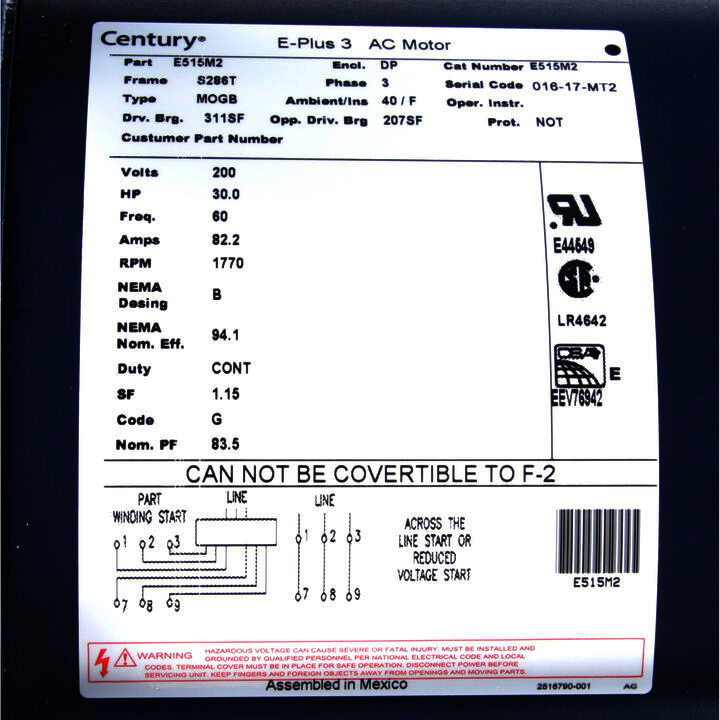 Century® E-Plus 3 AC Motor
Part E515M2 Encl. DP Cat Number E515M2
Frame S286T Phase 3 Serial Code 016-17-MT2
Type MOGB Ambient/Ins 40 / F Oper. Instr.
Drv. Brg. 311SF Opp. Driv. Brg 207SF Prot. NOT
Custumer Part Number
Volts 200
HP 30.0
Freq. 60
Amps 82.2
RPM 1770
NEMA
Desing B
NEMA
Nom. Eff. 94.1
Duty CONT
SF 1.15
Code G
Nom. PF 83.5
RU
E44549
SA
LR4642
CSA
E
EEV76942
CAN NOT BE COVERTIBLE TO F-2
PART
WINDING START
LINE
1 2 3
7 8 9
LINE
1 2 3
7 8 9
ACROSS THE
LINE START OR
REDUCED
VOLTAGE START
E515M2
WARNING HAZARDOUS VOLTAGE CAN CAUSE SEVERE OR FATAL INJURY. MUST BE INSTALLED AND
GROUNDED BY QUALIFIED PERSONNEL PER NATIONAL ELECTRICAL CODE AND LOCAL
CODES. TERMINAL COVER MUST BE IN PLACE FOR SAFE OPERATION. DISCONNECT POWER BEFORE
SERVICING UNIT. KEEP FINGERS AND FOREIGN OBJECTS AWAY FROM OPENINGS AND MOVING PARTS.
Assembled in Mexico 2516790-001 AG